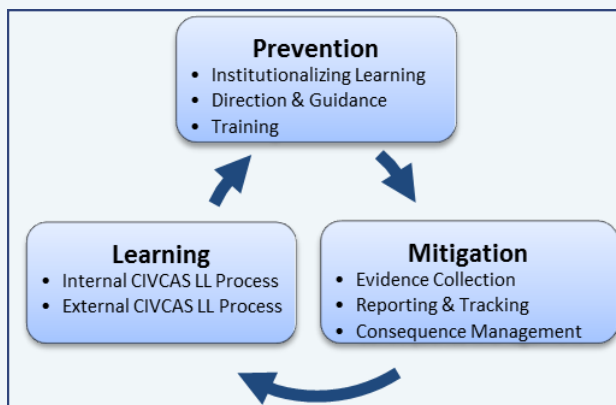 Prevention
• Institutionalizing Learning
• Direction & Guidance
• Training
Learning
• Internal CIVCAS LL Process
• External CIVCAS LL Process
Mitigation
• Evidence Collection
• Reporting & Tracking
• Consequence Management